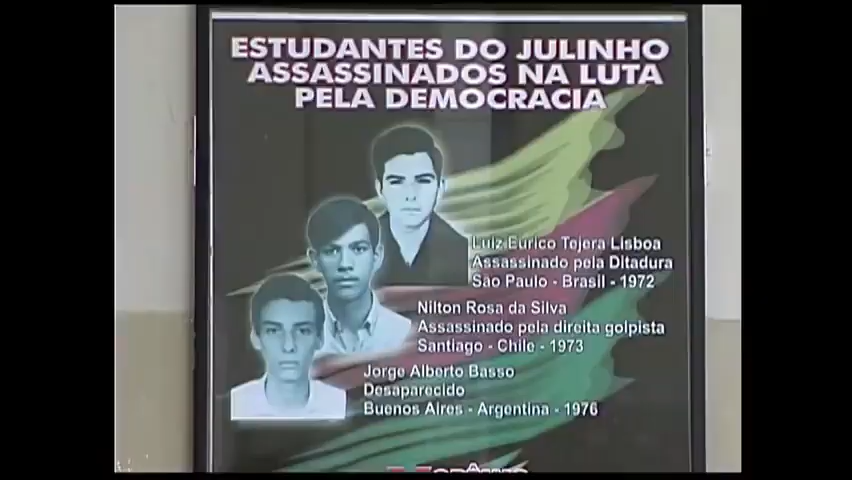 ESTUDANTES DO JULINHO
ASSASSINADOS NA LUTA
PELA DEMOCRACIA
Luiz Eurico Tejera Lisboa
Assassinado pela Ditadura
São Paulo - Brasil - 1972
Nilton Rosa da Silva
Assassinado pela direita golpista
Santiago - Chile - 1973
Jorge Alberto Basso
Desaparecido
Buenos Aires - Argentina - 1976